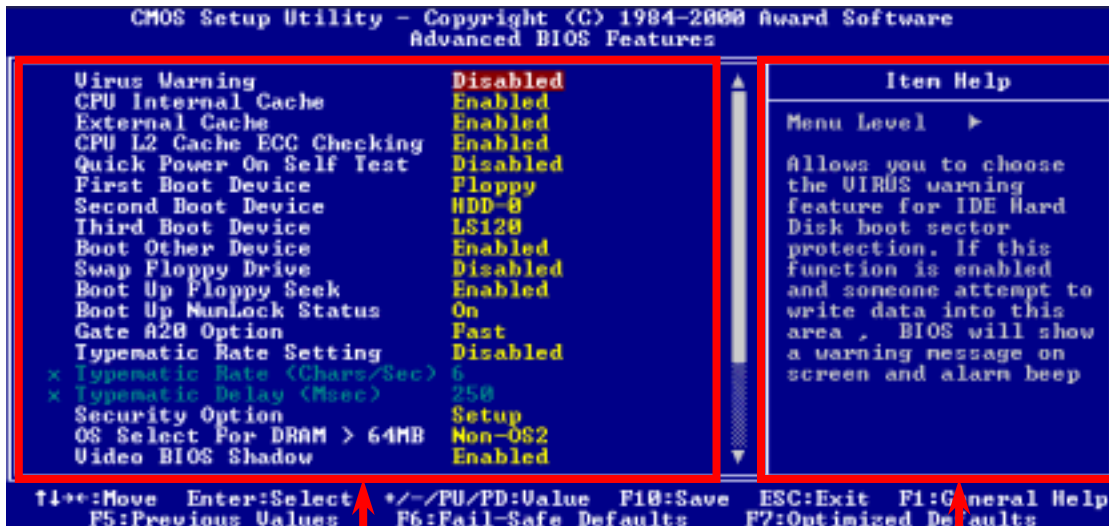 CMOS Setup Utility - Copyright (C) 1984-2000 Award Software
Advanced BIOS Features
Virus Warning Disabled
CPU Internal Cache Enabled
External Cache Enabled
CPU L2 Cache ECC Checking Enabled
Quick Power On Self Test Disabled
First Boot Device Floppy
Second Boot Device HDD-0
Third Boot Device LS120
Boot Other Device Enabled
Swap Floppy Drive Disabled
Boot Up Floppy Seek Enabled
Boot Up NumLock Status On
Gate A20 Option Fast
Typematic Rate Setting Disabled
x Typematic Rate (Chars/Sec) 6
x Typematic Delay (Msec) 250
Security Option Setup
OS Select For DRAM > 64MB Non-OS2
Video BIOS Shadow Enabled
Item Help
Menu Level ►
Allows you to choose
the VIRUS warning
feature for IDE Hard
Disk boot sector
protection. If this
function is enabled
and someone attempt to
write data into this
area , BIOS will show
a warning message on
screen and alarm beep
↑↓→←:Move Enter:Select +/-/PU/PD:Value F10:Save ESC:Exit F1:General Help
F5:Previous Values F6:Fail-Safe Defaults F7:Optimized Defaults